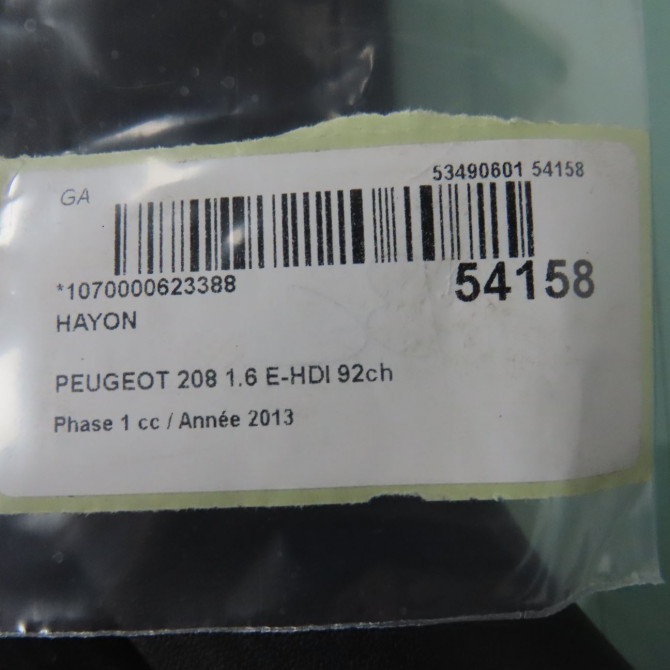 53490601 54158
GA
*1070000623388
54158
HAYON
PEUGEOT 208 1.6 E-HDI 92ch
Phase 1 cc / Année 2013